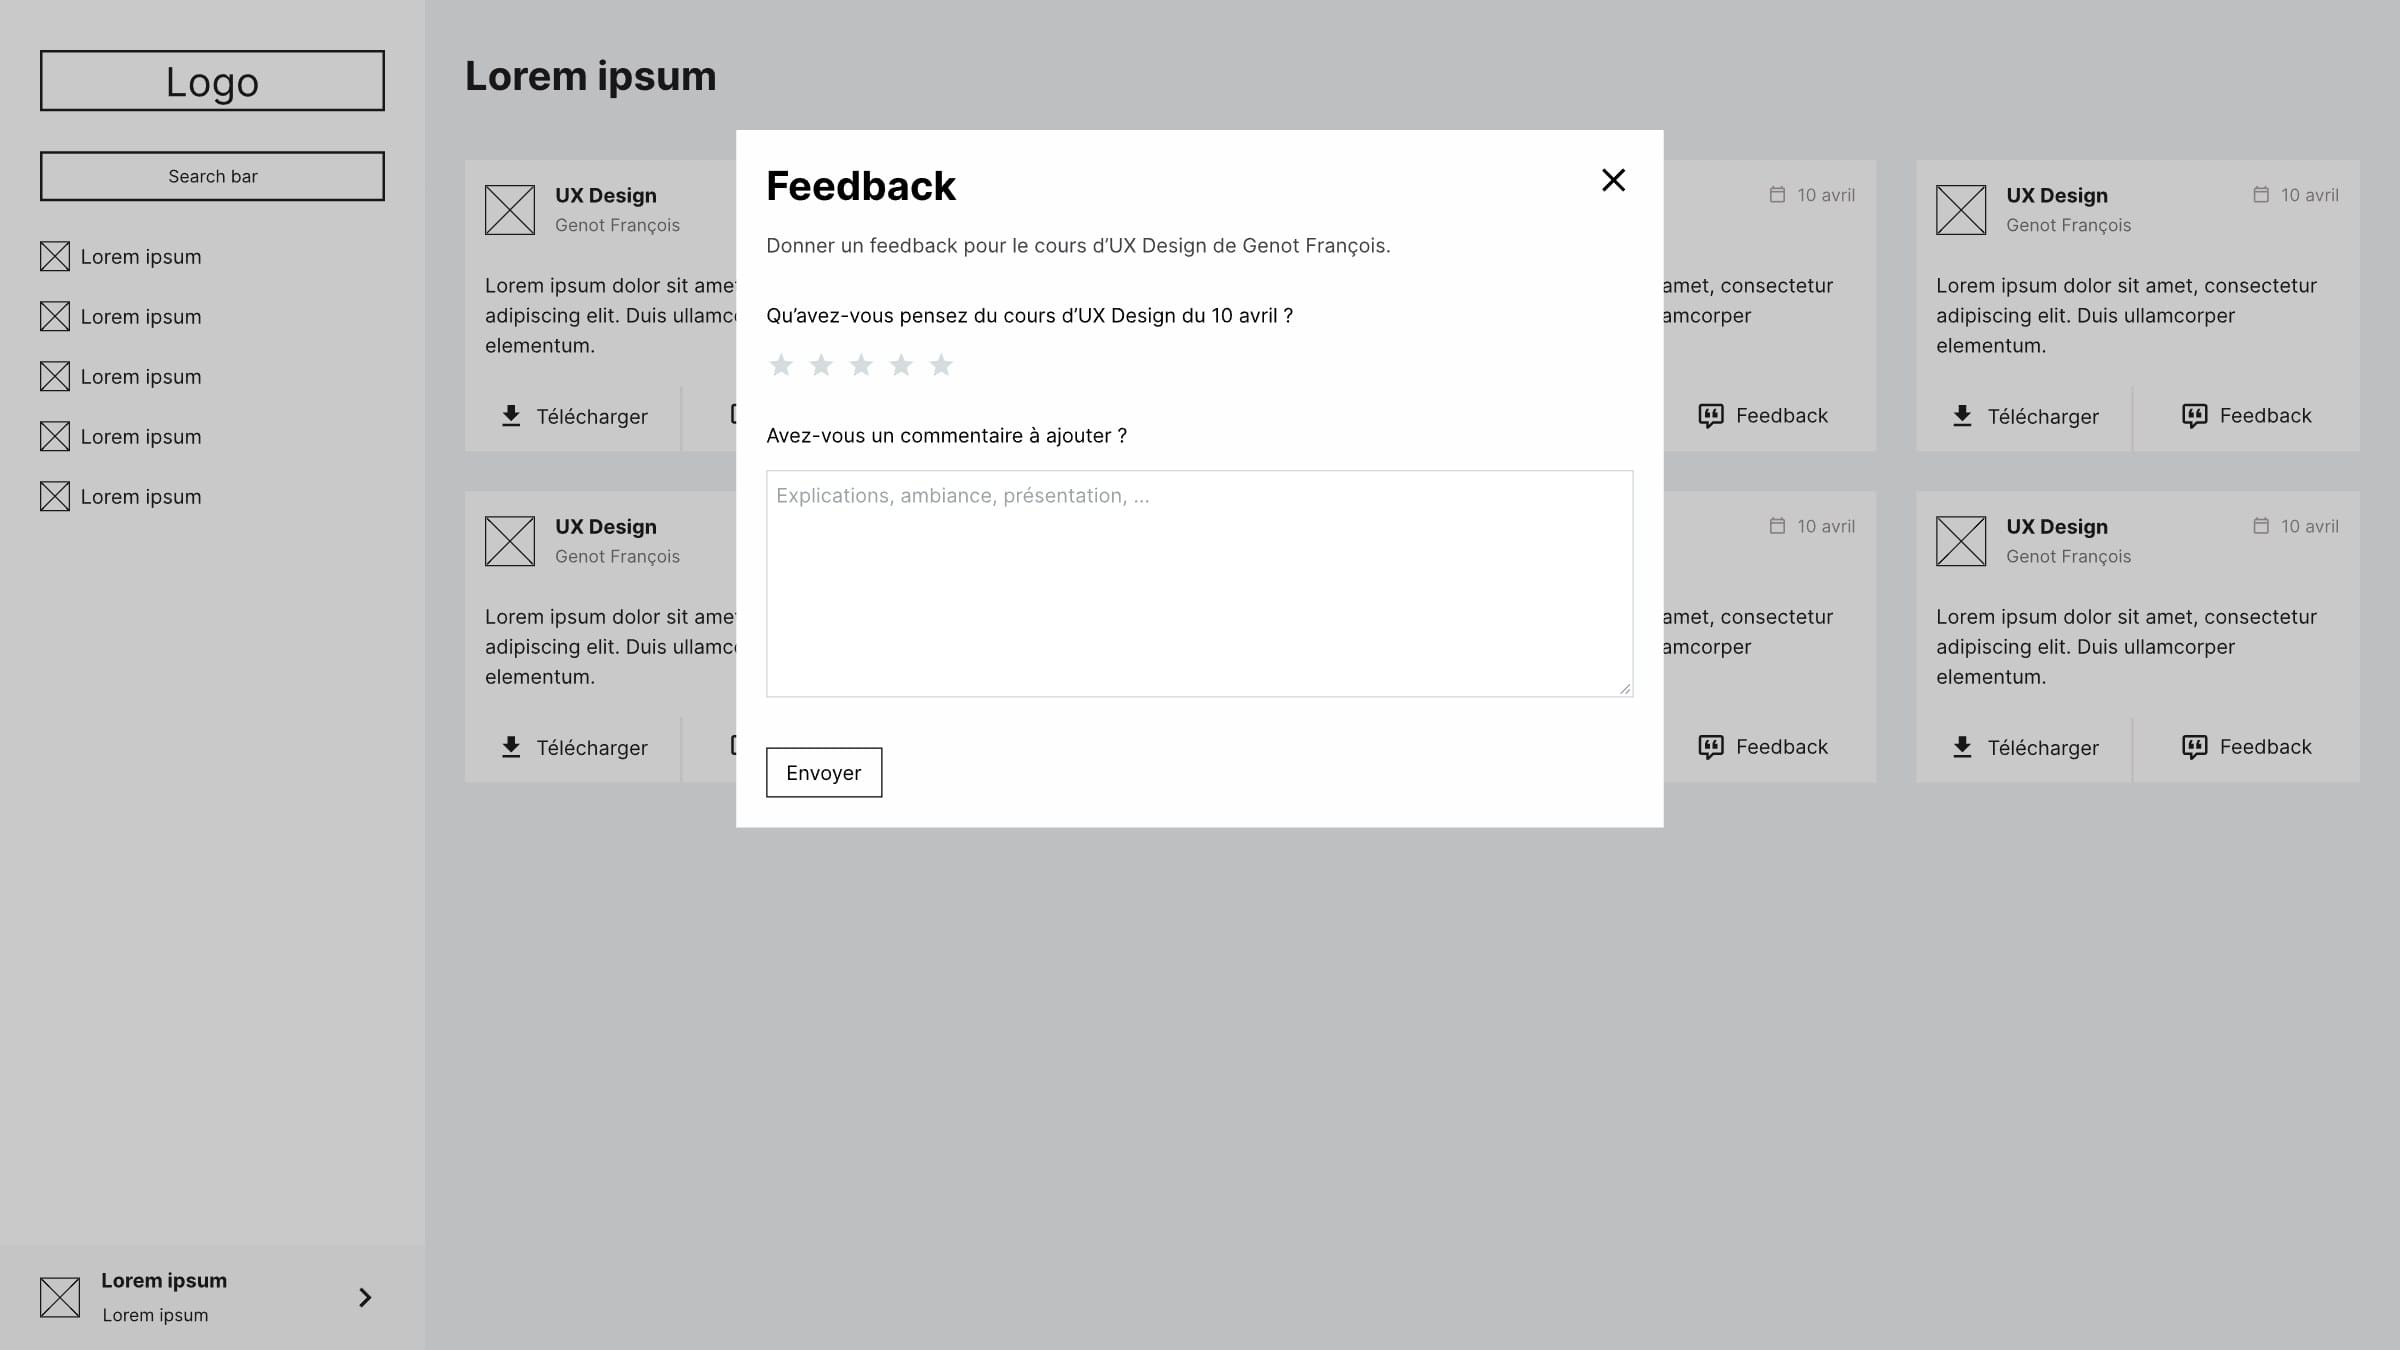 Logo
Search bar
Lorem ipsum
Lorem ipsum
Lorem ipsum
Lorem ipsum
Lorem ipsum
Lorem ipsum
Lorem ipsum
Lorem ipsum
UX Design
Genot François
Lorem ipsum dolor sit ame
adipiscing elit. Duis ullamc
elementum.
Télécharger
UX Design
Genot François
Lorem ipsum dolor sit ame
adipiscing elit. Duis ullamc
elementum.
Télécharger
Feedback
Donner un feedback pour le cours d’UX Design de Genot François.
Qu’avez-vous pensez du cours d’UX Design du 10 avril ?
Avez-vous un commentaire à ajouter ?
Explications, ambiance, présentation, ...
Envoyer
10 avril
amet, consectetur
amcorper
Feedback
10 avril
amet, consectetur
amcorper
Feedback
UX Design
10 avril
Genot François
Lorem ipsum dolor sit amet, consectetur
adipiscing elit. Duis ullamcorper
elementum.
Télécharger
Feedback
UX Design
10 avril
Genot François
Lorem ipsum dolor sit amet, consectetur
adipiscing elit. Duis ullamcorper
elementum.
Télécharger
Feedback